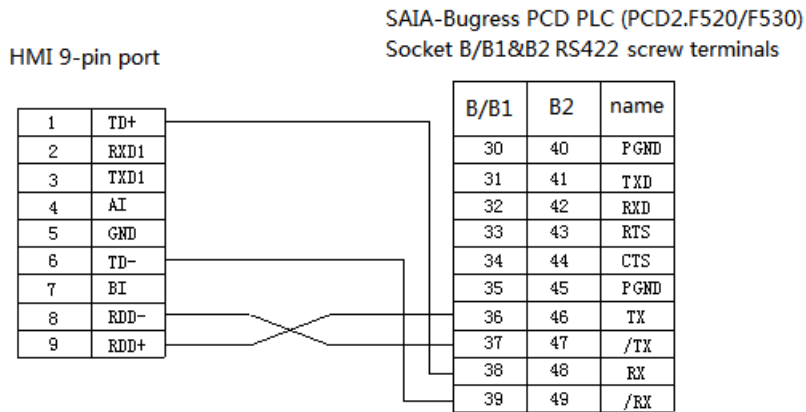 SAIA-Bugress PCD PLC (PCD2.F520/F530)
Socket B/B1&B2 RS422 screw terminals
HMI 9-pin port
1 TD+
2 RXD1
3 TXD1
4 AI
5 GND
6 TD-
7 BI
8 RDD-
9 RDD+
B/B1 B2 name
30 40 PGND
31 41 TXD
32 42 RXD
33 43 RTS
34 44 CTS
35 45 PGND
36 46 TX
37 47 /TX
38 48 RX
39 49 /RX